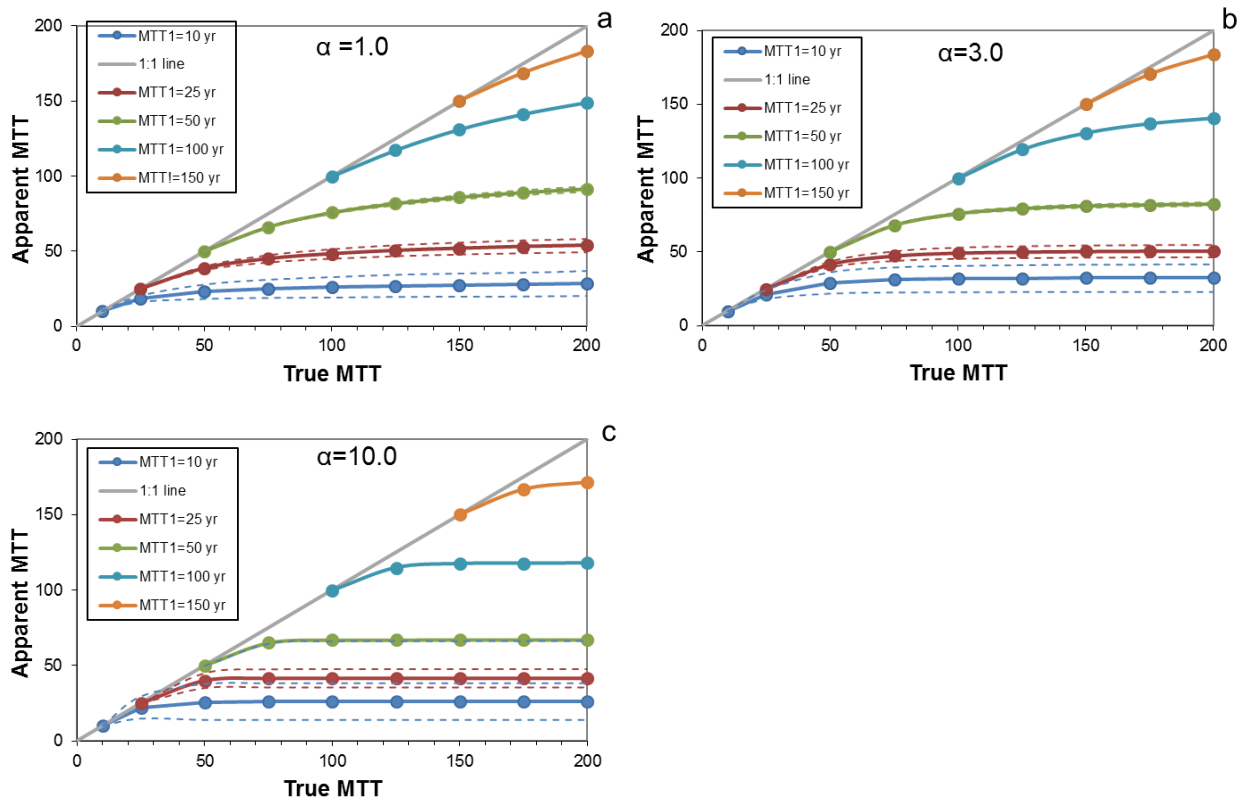 a
α =1.0
MTT1=10 yr
1:1 line
MTT1=25 yr
MTT1=50 yr
MTT1=100 yr
MTT!=150 yr
Apparent MTT
200
150
100
50
0
0 50 100 150 200
True MTT
b
α=3.0
MTT1=10 yr
1:1 line
MTT1=25 yr
MTT1=50 yr
MTT1=100 yr
MTT1=150 yr
Apparent MTT
200
150
100
50
0
0 50 100 150 200
True MTT
c
α=10.0
MTT1=10 yr
1:1 line
MTT1=25 yr
MTT1=50 yr
MTT1=100 yr
MTT1=150 yr
Apparent MTT
200
150
100
50
0
0 50 100 150 200
True MTT